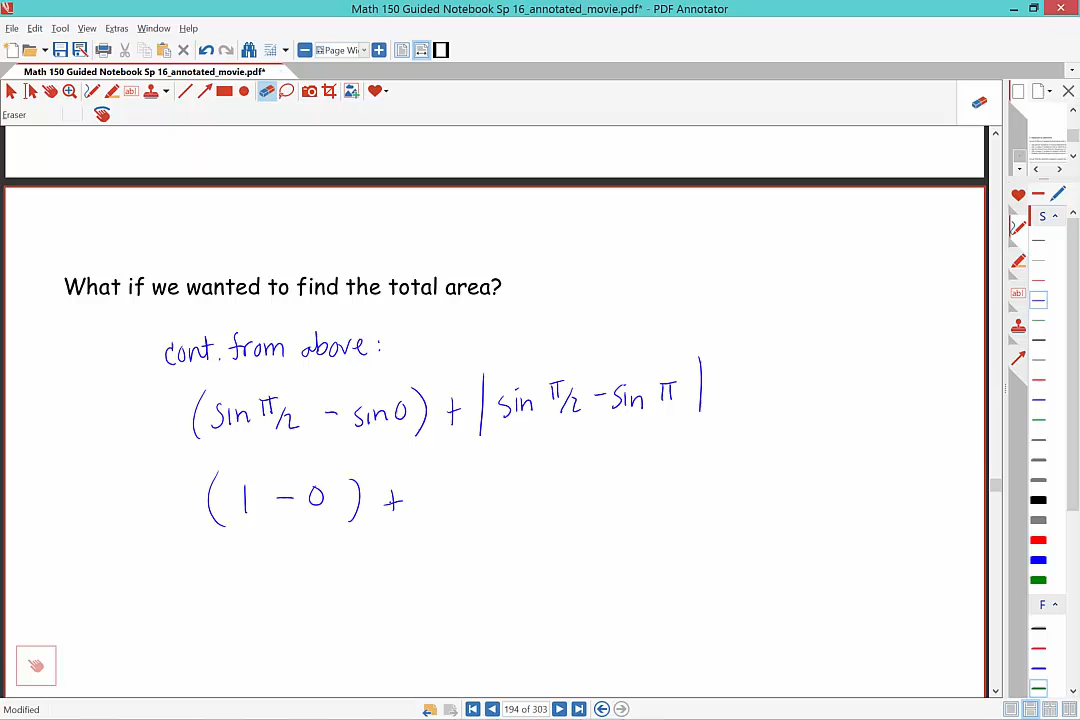 Math 150 Guided Notebook Sp 16_annotated_movie.pdf* - PDF Annotator
File Edit Tool View Extras Window Help
Page Wi
Math 150 Guided Notebook Sp 16_annotated_movie.pdf*
Eraser
What if we wanted to find the total area?
cont. from above:
(sin π/2 - sin 0) + | sin π/2 - sin π |
( 1 - 0 ) +
S
F
Modified
194 of 303